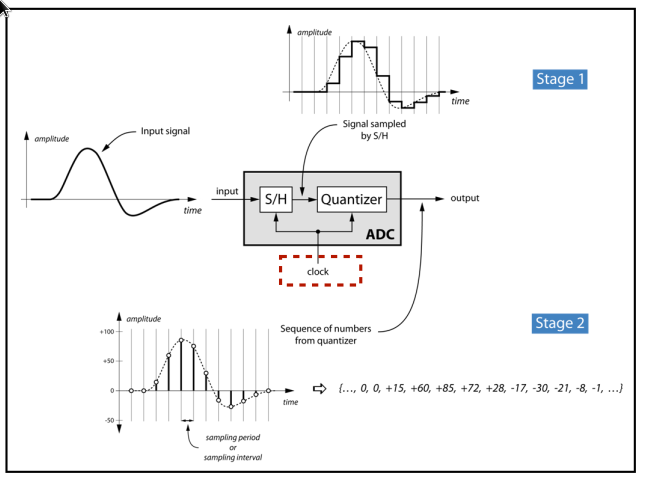 amplitude
Stage 1
time
Signal sampled
by S/H
Input signal
amplitude
time
input
S/H
Quantizer
output
ADC
clock
Stage 2
amplitude
+100
+50
0
-50
time
Sequence of numbers
from quantizer
{..., 0, 0, +15, +60, +85, +72, +28, -17, -30, -21, -8, -1, ...}
sampling period
or
sampling interval